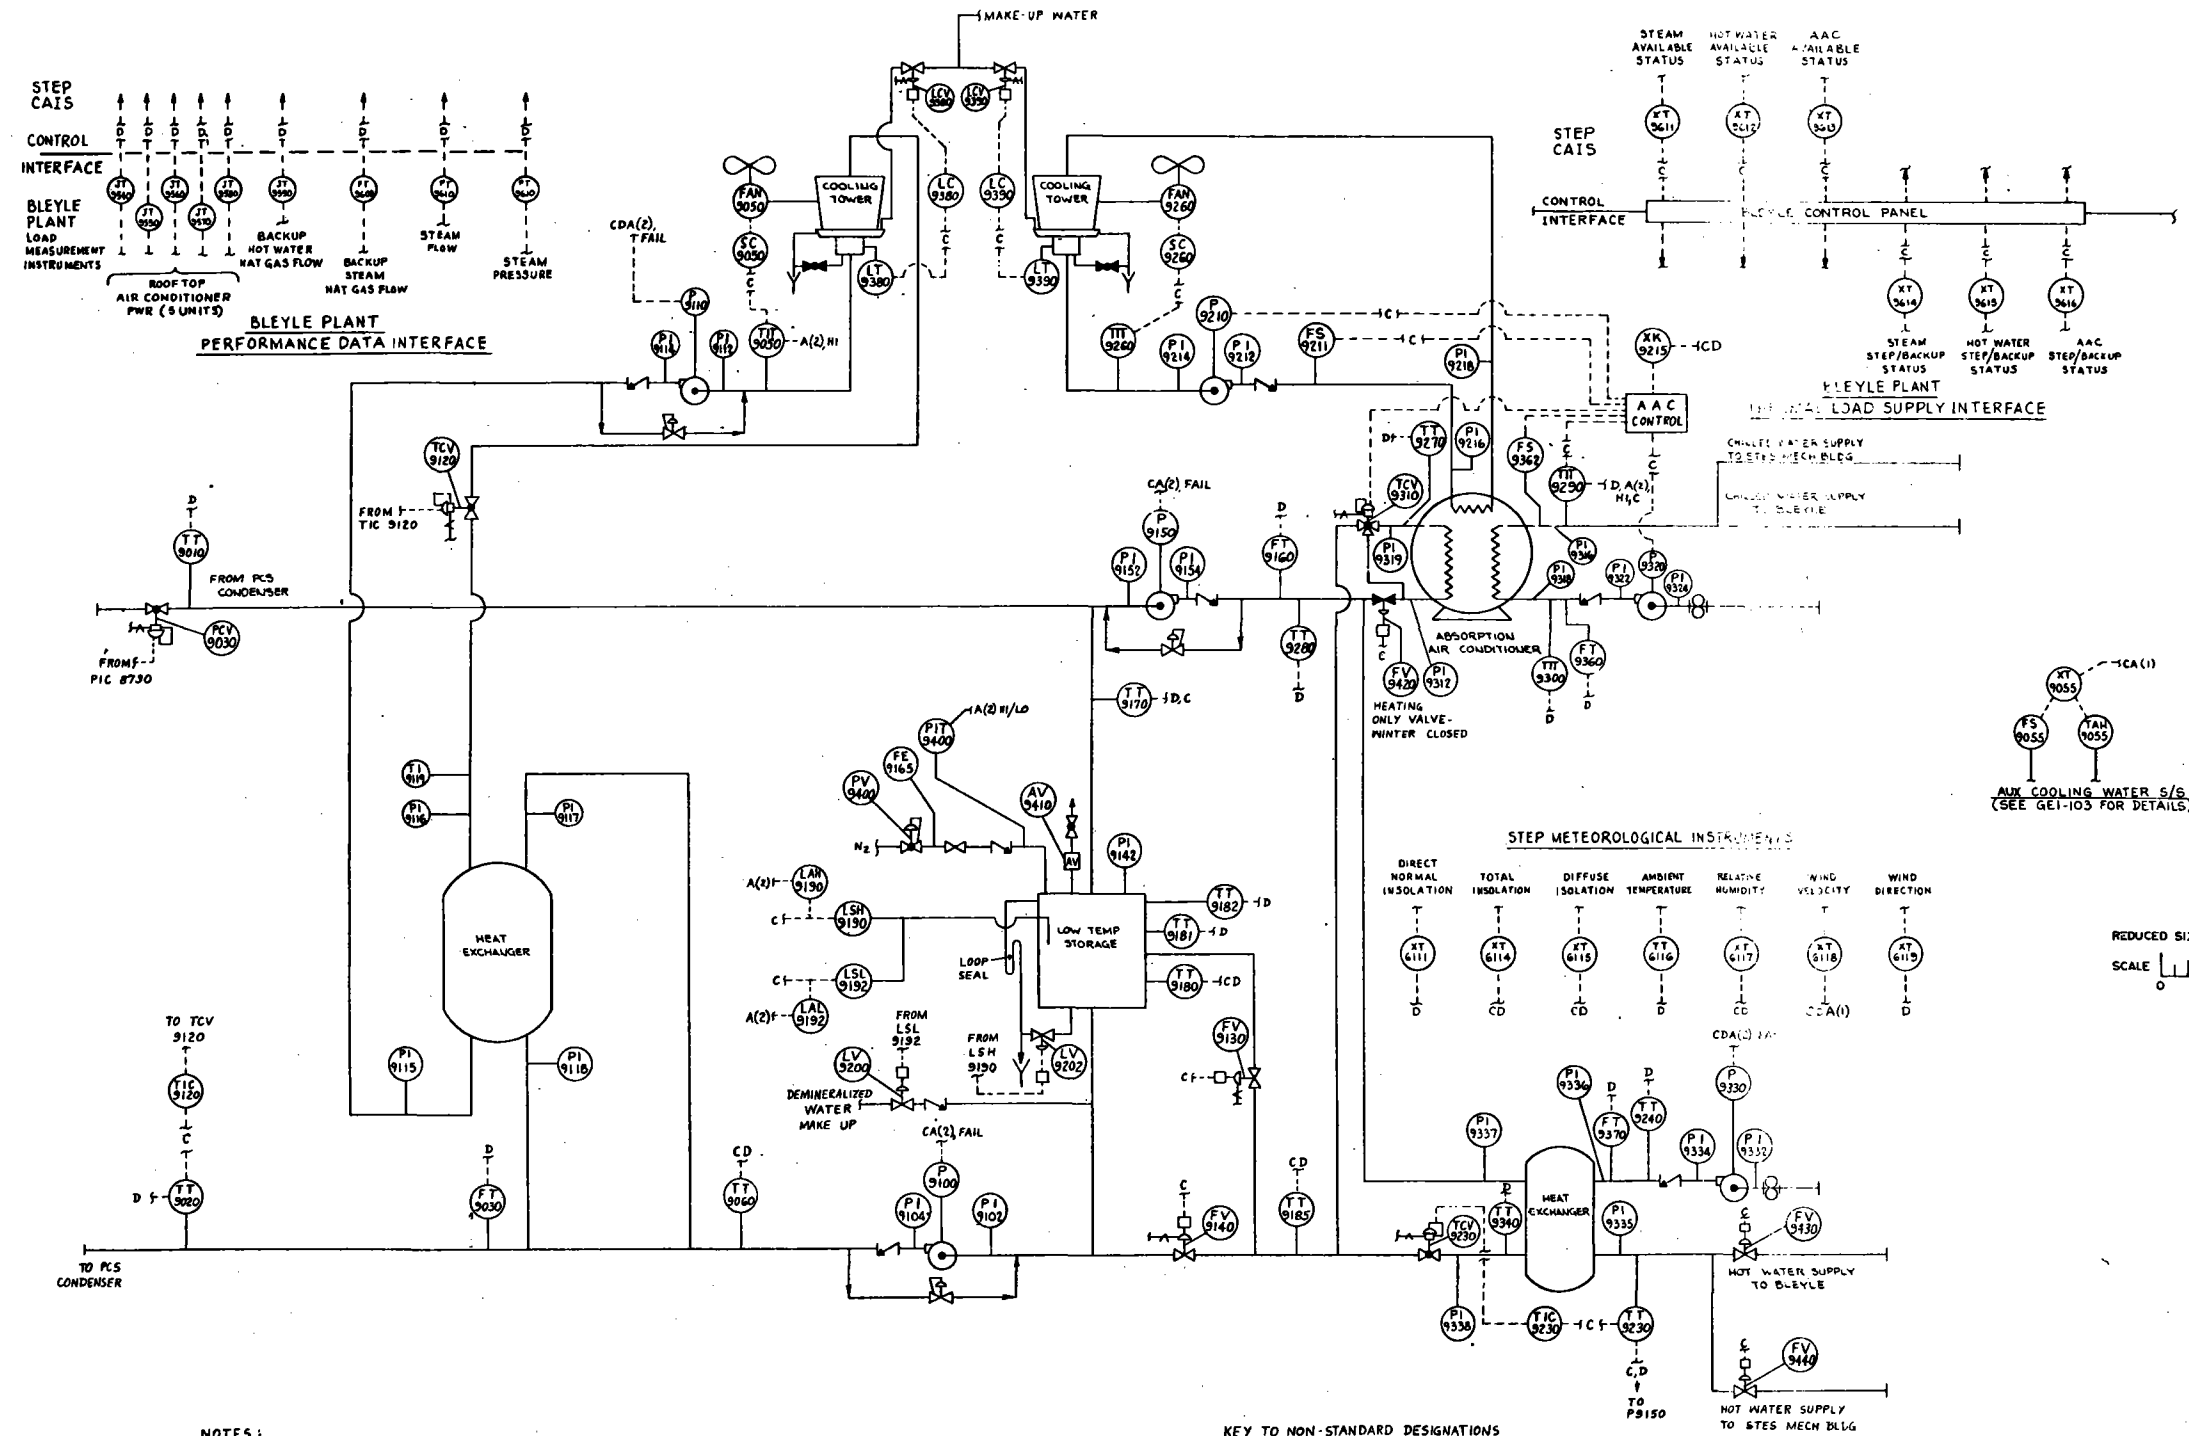 MAKE-UP WATER
STEP
CAIS
CONTROL
INTERFACE
BLEYLE
PLANT
LOAD
MEASUREMENT
INSTRUMENTS
D D D D D D D D D
JT 9540
JT 9550
JT 9560
JT 9570
JT 9580
ROOF TOP
AIR CONDITIONER
PWR (5 UNITS)
BACKUP
HOT WATER
NAT GAS FLOW
BACKUP
STEAM
NAT GAS FLOW
STEAM
FLOW
STEAM
PRESSURE
BLEYLE PLANT
PERFORMANCE DATA INTERFACE
LCV 9380
LCV 9390
A
A
LC 9380
LC 9390
C
C
COOLING
TOWER
COOLING
TOWER
FAN 9050
SC 9050
C
LT 9380
LT 9390
FAN 9260
SC 9260
C
CDA(2),
FAIL
P 9110
PI 9114
PI 9112
TIT 9050
A(2), HI
TIT 9260
PI 9214
P 9210
PI 9212
FS 9211
C
C
PI 9218
STEP
CAIS
STEAM
AVAILABLE
STATUS
HOT WATER
AVAILABLE
STATUS
AAC
AVAILABLE
STATUS
XT 9611
XT 9612
XT 9613
C C C
CONTROL
INTERFACE
BLEYLE CONTROL PANEL
C C C
XT 9614
XT 9615
XT 9616
STEAM
STEP/BACKUP
STATUS
HOT WATER
STEP/BACKUP
STATUS
AAC
STEP/BACKUP
STATUS
BLEYLE PLANT
LOAD SUPPLY INTERFACE
XK 9215
CD
AAC
CONTROL
C
C
TCV 9120
FROM
TIC 9120
D
TT 9010
FROM PCS
CONDENSER
A
PCV 9030
FROM
PIC 8730
CA(2), FAIL
P 9150
PI 9152
PI 9154
D
FT 9160
TT 9280
D
D
TT 9270
PI 9216
TCV 9310
A
PI 9319
FS 9362
TIT 9290
D, A(2),
HI, C
CHILLED WATER SUPPLY
TO STES MECH BLDG
CHILLED WATER SUPPLY
TO BLEYLE
PI 9316
PI 9318
PI 9322
P 9320
PI 9324
ABSORPTION
AIR CONDITIONER
C
FV 9420
PI 9312
TIT 9300
D
FT 9360
D
HEATING
ONLY VALVE-
WINTER CLOSED
TT 9170
D, C
CA(1)
XT 9055
FS 9055
TAH 9055
AUX COOLING WATER S/S
(SEE GEI-103 FOR DETAILS)
TI 9119
PI 9116
PI 9117
HEAT
EXCHANGER
PI 9115
PI 9118
A(2) HI/LO
PIT 9400
FE 9165
PV 9400
N2
AV 9410
AV
PI 9142
A(2)
LAH 9190
C
LSH 9190
C
LSL 9192
A(2)
LAL 9192
LOOP
SEAL
LOW TEMP
STORAGE
TT 9182
D
TT 9181
D
TT 9180
CD
FROM
LSL
9192
LV 9200
DEMINERALIZED
WATER
MAKE UP
FROM
LSH
9190
LV 9202
FV 9130
C
STEP METEOROLOGICAL INSTRUMENTS
DIRECT
NORMAL
INSOLATION
TOTAL
INSOLATION
DIFFUSE
ISOLATION
AMBIENT
TEMPERATURE
RELATIVE
HUMIDITY
WIND
VELOCITY
WIND
DIRECTION
XT 6111
XT 6114
XT 6115
TT 6116
XT 6117
XT 6118
XT 6119
D CD CD D CD CDA(1) D
REDUCED
SCALE
0
TO TCV
9120
TIC 9120
C
D
TT 9020
D
FT 9030
CD
TT 9060
CA(2), FAIL
P 9100
PI 9104
PI 9102
C
A
FV 9140
CD
TT 9185
TO PCS
CONDENSER
P 9330
PI 9336
D
FT 9370
D
TT 9240
PI 9334
PI 9332
PI 9337
HEAT
EXCHANGER
D
TT 9340
PI 9335
A
TCV 9230
C
FV 9430
HOT WATER SUPPLY
TO BLEYLE
PI 9338
TIC 9230
C
TT 9230
C, D
TO
P9150
C
FV 9440
HOT WATER SUPPLY
TO STES MECH BLDG
NOTES:
KEY TO NON-STANDARD DESIGNATIONS